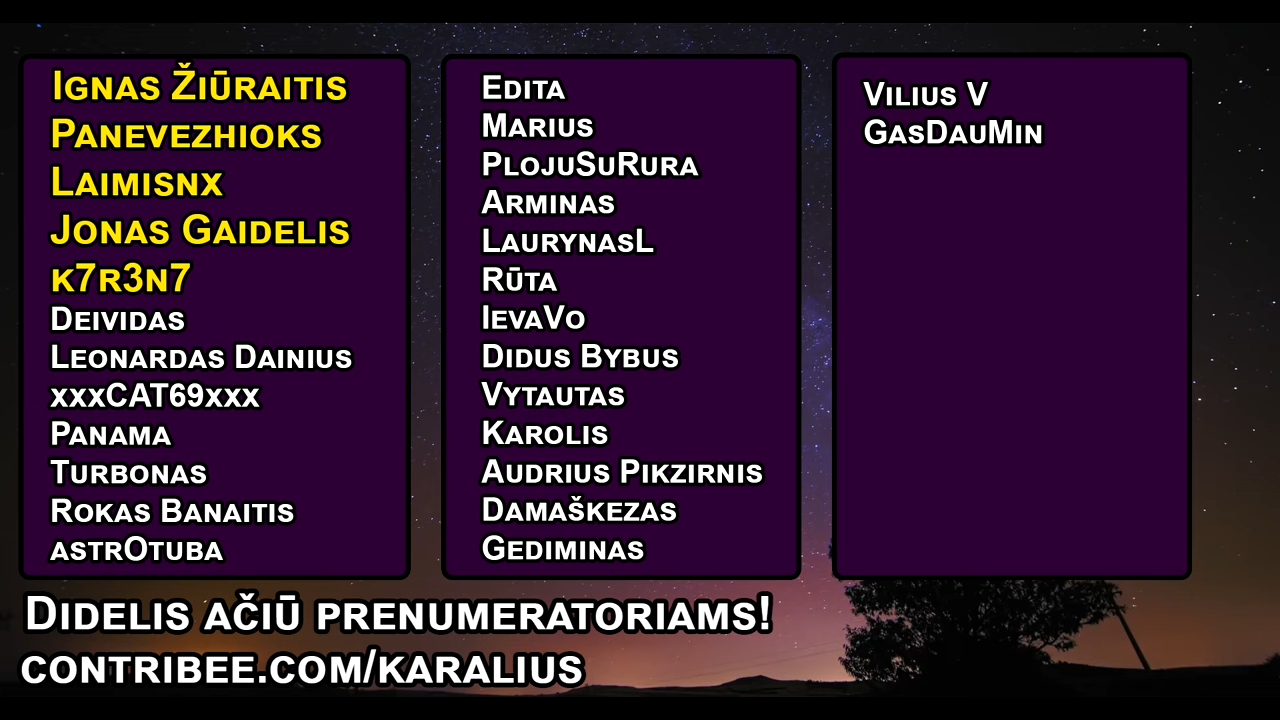 Ignas Žiūraitis
Panevezhioks
Laimisnx
Jonas Gaidelis
k7r3n7
Deividas
Leonardas Dainius
xxxCAT69xxx
Panama
Turbonas
Rokas Banaitis
astrOtuba
Edita
Marius
PlojuSuRura
Arminas
LaurynasL
Rūta
IevaVo
Didus Bybus
Vytautas
Karolis
Audrius Pikzirnis
Damaškezas
Gediminas
Vilius V
GasDauMin
Didelis ačiū prenumeratoriams!
contribee.com/karalius